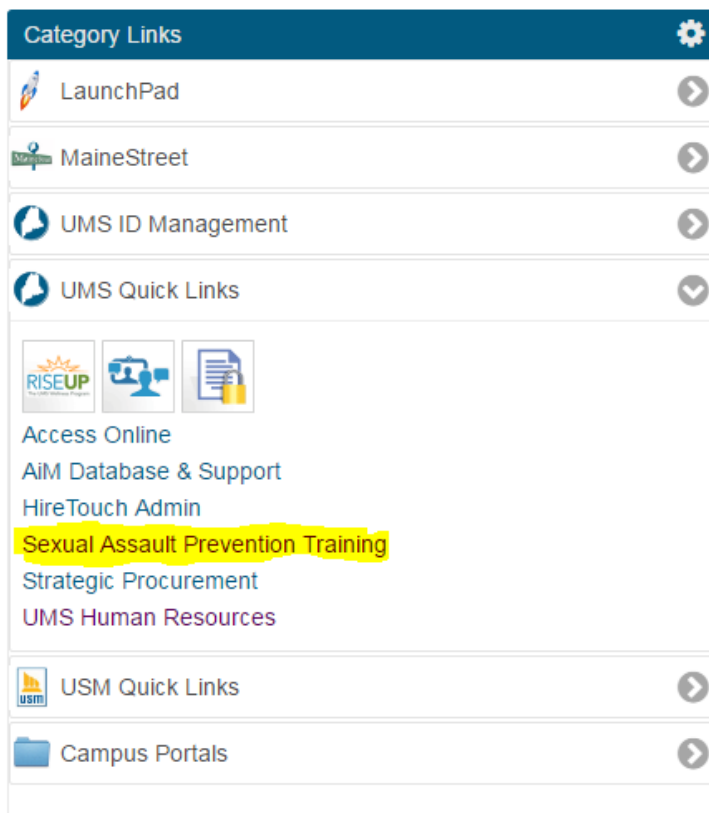 Category Links
LaunchPad
MaineStreet
UMS ID Management
UMS Quick Links
RISEUP
Access Online
AiM Database & Support
HireTouch Admin
Sexual Assault Prevention Training
Strategic Procurement
UMS Human Resources
usm
USM Quick Links
Campus Portals